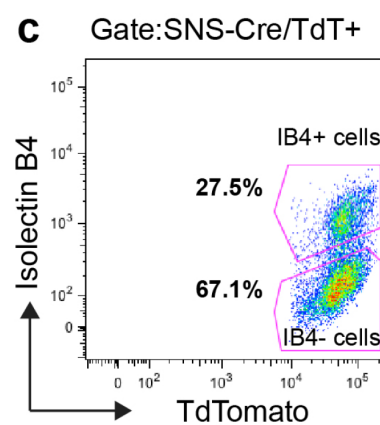 c Gate:SNS-Cre/TdT+
Isolectin B4
10⁵
10⁴
10³
10²
0
IB4+ cells
27.5%
67.1%
IB4- cells
0 10² 10³ 10⁴ 10⁵
TdTomato